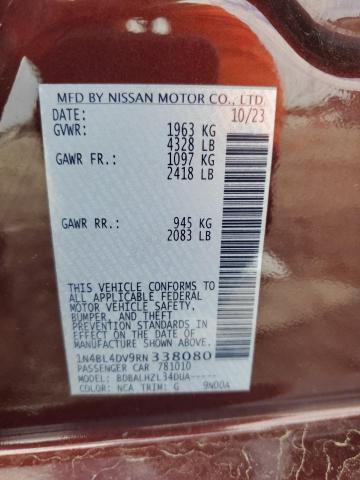 MFD BY NISSAN MOTOR CO., LTD.
DATE: 10/23
GVWR: 1963 KG
4328 LB
GAWR FR.: 1097 KG
2418 LB
GAWR RR.: 945 KG
2083 LB
THIS VEHICLE CONFORMS TO
ALL APPLICABLE FEDERAL
MOTOR VEHICLE SAFETY,
BUMPER, AND THEFT
PREVENTION STANDARDS IN EFFECT
ON THE DATE OF MANUFACTURE
SHOWN ABOVE.
1N4BL4DV9RN338080
PASSENGER CAR 781010
MODEL: BDBALHZL34DUA-----
COLOR: NCA TRIM: G 9N00A